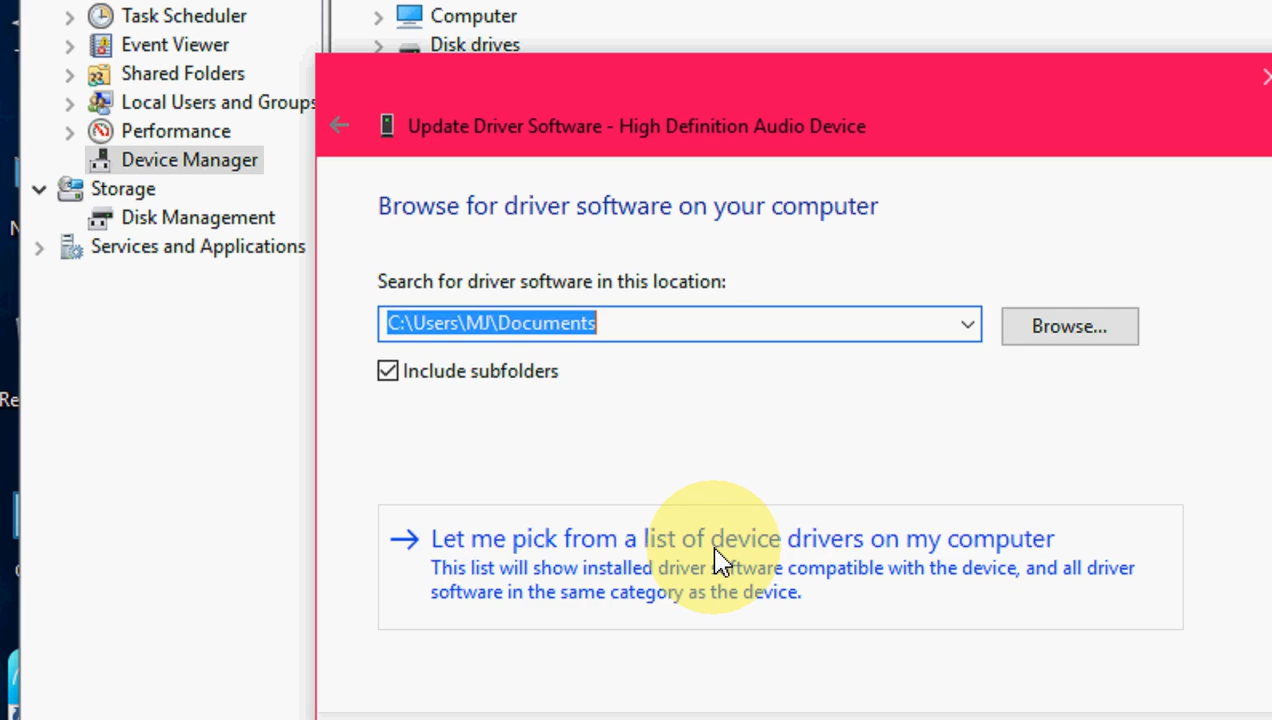 Task Scheduler
Event Viewer
Shared Folders
Local Users and Groups
Performance
Device Manager
Storage
Disk Management
Services and Applications
Computer
Disk drives
Update Driver Software - High Definition Audio Device
Browse for driver software on your computer
Search for driver software in this location:
C:\Users\MJ\Documents
Browse...
Include subfolders
Let me pick from a list of device drivers on my computer
This list will show installed driver software compatible with the device, and all driver
software in the same category as the device.
Re